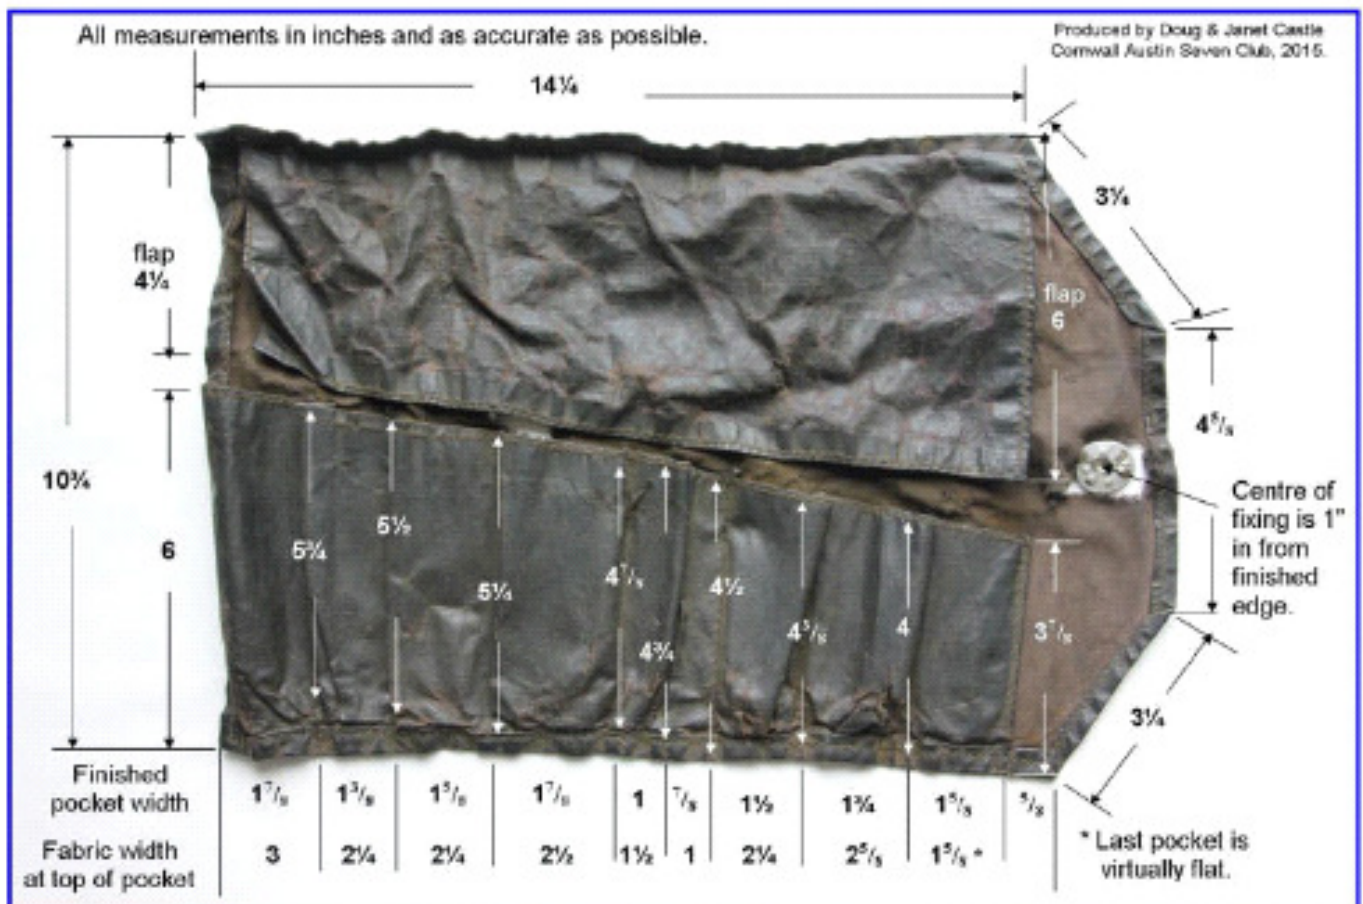 All measurements in inches and as accurate as possible.
Produced by Doug & Janet Castle
Cornwall Austin Seven Club, 2015.
14¼
3¼
flap
4¼
flap
6
4⁵/₈
10¾
6
5¾
5½
5¼
4⁷/₈
4¾
4½
4³/₈
4
3⁷/₈
Centre of
fixing is 1"
in from
finished
edge.
3¼
Finished
pocket width
1⁷/₈ 1³/₈ 1⁵/₈ 1⁷/₈ 1 ⁷/₈ 1½ 1¾ 1⁵/₈ ⁵/₈
Fabric width
at top of pocket
3 2¼ 2¼ 2½ 1½ 1 2¼ 2⁵/₈ 1⁵/₈ *
* Last pocket is
virtually flat.